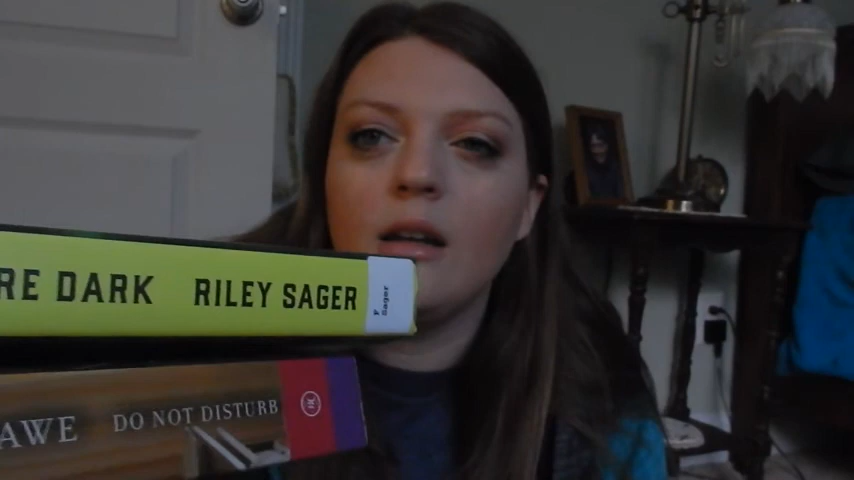 RE DARK RILEY SAGER
F
Sager
AWE DO NOT DISTURB